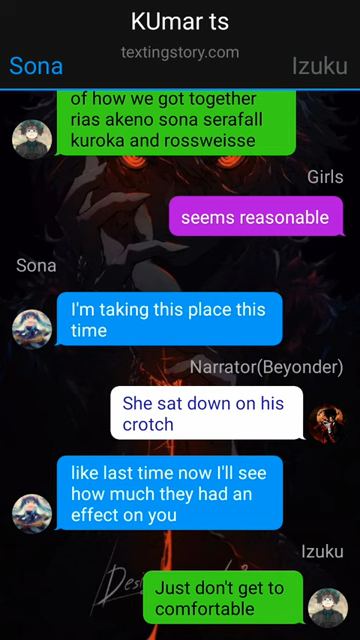 KUmar ts
textingstory.com
Sona
Izuku
of how we got together
rias akeno sona serafall
kuroka and rossweisse
Girls
seems reasonable
Sona
I'm taking this place this
time
Narrator(Beyonder)
She sat down on his
crotch
like last time now I'll see
how much they had an
effect on you
Izuku
Just don't get to
comfortable